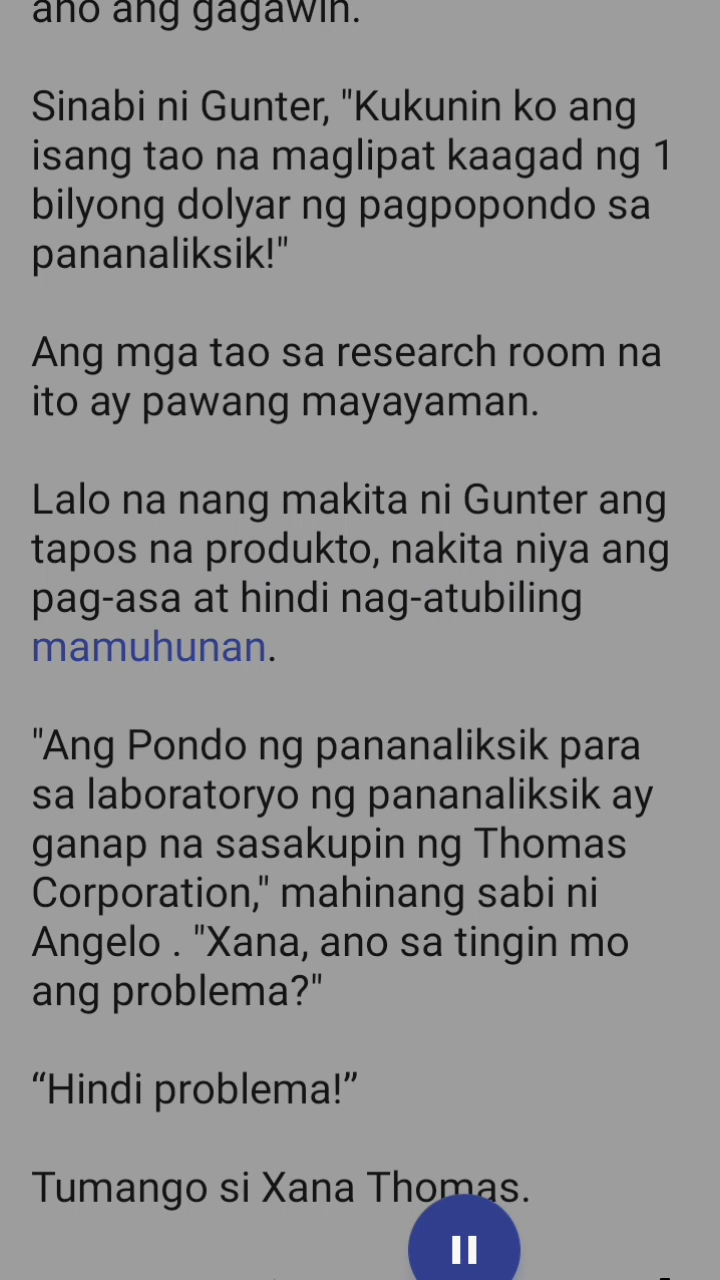 ano ang gagawin.
Sinabi ni Gunter, "Kukunin ko ang
isang tao na maglipat kaagad ng 1
bilyong dolyar ng pagpopondo sa
pananaliksik!"
Ang mga tao sa research room na
ito ay pawang mayayaman.
Lalo na nang makita ni Gunter ang
tapos na produkto, nakita niya ang
pag-asa at hindi nag-atubiling
mamuhunan.
"Ang Pondo ng pananaliksik para
sa laboratoryo ng pananaliksik ay
ganap na sasakupin ng Thomas
Corporation," mahinang sabi ni
Angelo . "Xana, ano sa tingin mo
ang problema?"
“Hindi problema!”
Tumango si Xana Thomas.